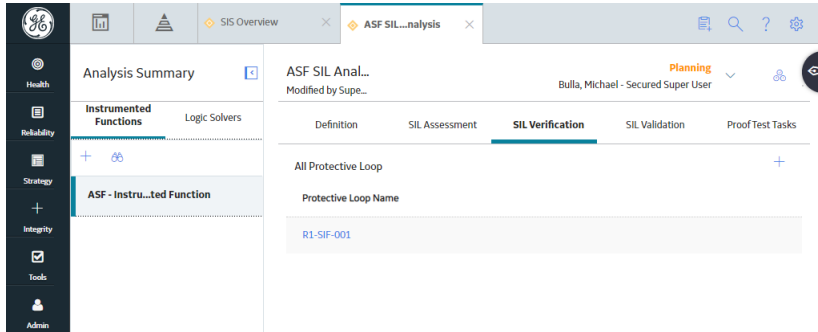 SIS Overview
ASF SIL...nalysis
Health
Reliability
Strategy
Integrity
Tools
Admin
Analysis Summary
Instrumented Functions
Logic Solvers
ASF - Instru...ted Function
ASF SIL Anal...
Modified by Supe...
Planning
Bulla, Michael - Secured Super User
Definition
SIL Assessment
SIL Verification
SIL Validation
Proof Test Tasks
All Protective Loop
Protective Loop Name
R1-SIF-001